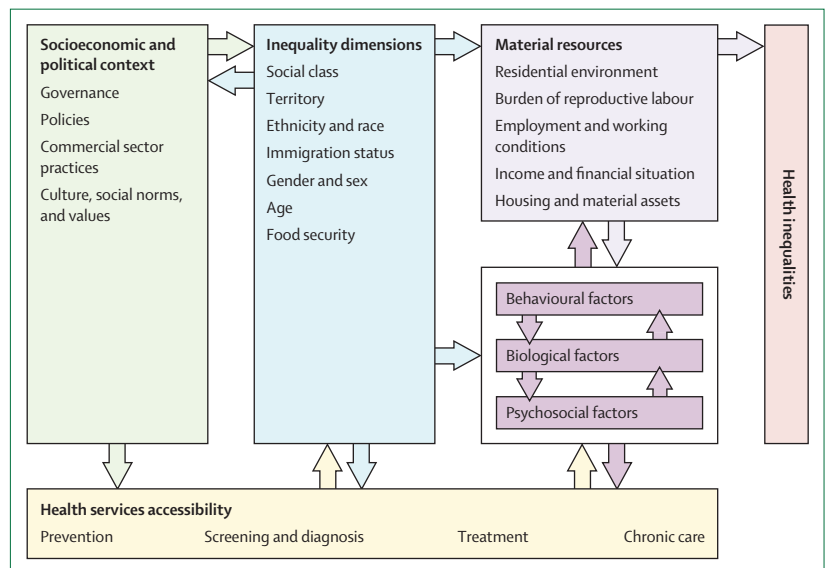 Socioeconomic and
political context
Governance
Policies
Commercial sector
practices
Culture, social norms,
and values
Inequality dimensions
Social class
Territory
Ethnicity and race
Immigration status
Gender and sex
Age
Food security
Material resources
Residential environment
Burden of reproductive labour
Employment and working
conditions
Income and financial situation
Housing and material assets
Behavioural factors
Biological factors
Psychosocial factors
Health inequalities
Health services accessibility
Prevention
Screening and diagnosis
Treatment
Chronic care